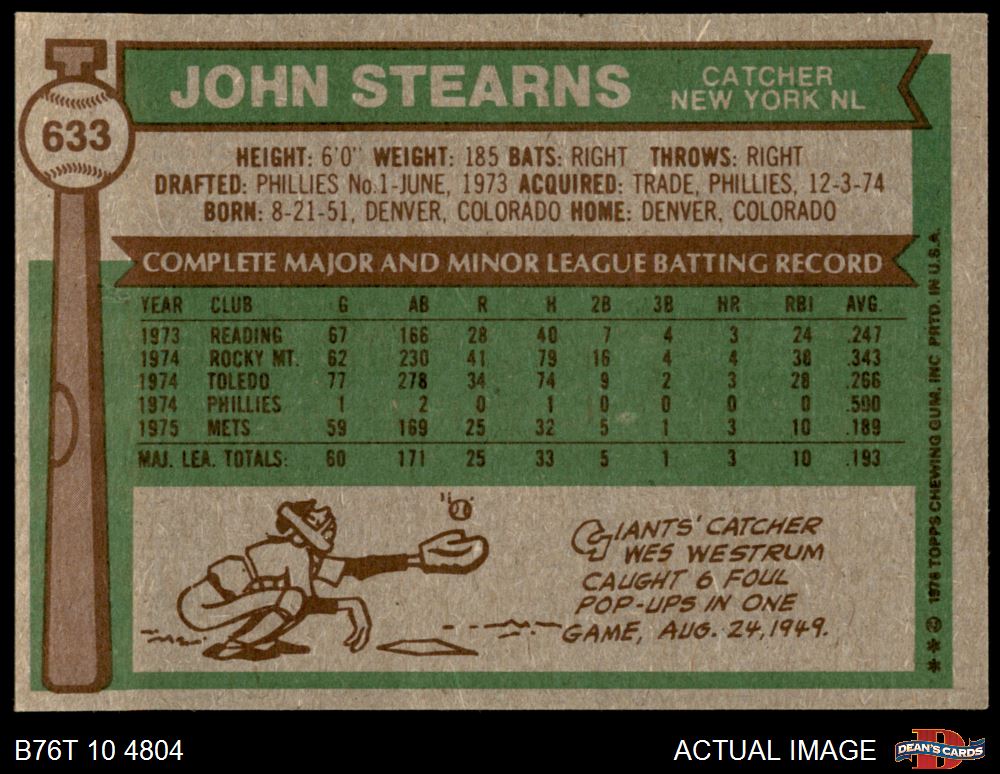 JOHN STEARNS
CATCHER
NEW YORK NL
633
HEIGHT: 6'0" WEIGHT: 185 BATS: RIGHT THROWS: RIGHT
DRAFTED: PHILLIES No.1-JUNE, 1973 ACQUIRED: TRADE, PHILLIES, 12-3-74
BORN: 8-21-51, DENVER, COLORADO HOME: DENVER, COLORADO
COMPLETE MAJOR AND MINOR LEAGUE BATTING RECORD
YEAR CLUB G AB R H 2B 3B HR RBI AVG.
1973 READING 67 166 28 40 7 4 3 24 .247
1974 ROCKY MT. 62 230 41 79 16 4 4 38 .343
1974 TOLEDO 77 278 34 74 9 2 3 28 .266
1974 PHILLIES 1 2 0 1 0 0 0 0 .500
1975 METS 59 169 25 32 5 1 3 10 .189
MAJ. LEA. TOTALS: 60 171 25 33 5 1 3 10 .193
GIANTS' CATCHER
WES WESTRUM
CAUGHT 6 FOUL
POP-UPS IN ONE
GAME, AUG. 24, 1949.
** © 1976 TOPPS CHEWING GUM, INC PRTD. IN U.S.A.
B76T 10 4804
ACTUAL IMAGE
D
DEAN'S CARDS